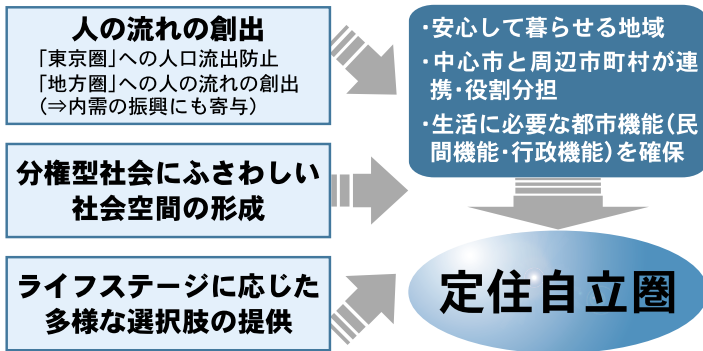 人の流れの創出
「東京圏」への人口流出防止
「地方圏」への人の流れの創出
（⇒内需の振興にも寄与）
分権型社会にふさわしい
社会空間の形成
ライフステージに応じた
多様な選択肢の提供
・安心して暮らせる地域
・中心市と周辺市町村が連
携・役割分担
・生活に必要な都市機能（民
間機能・行政機能）を確保
定住自立圏